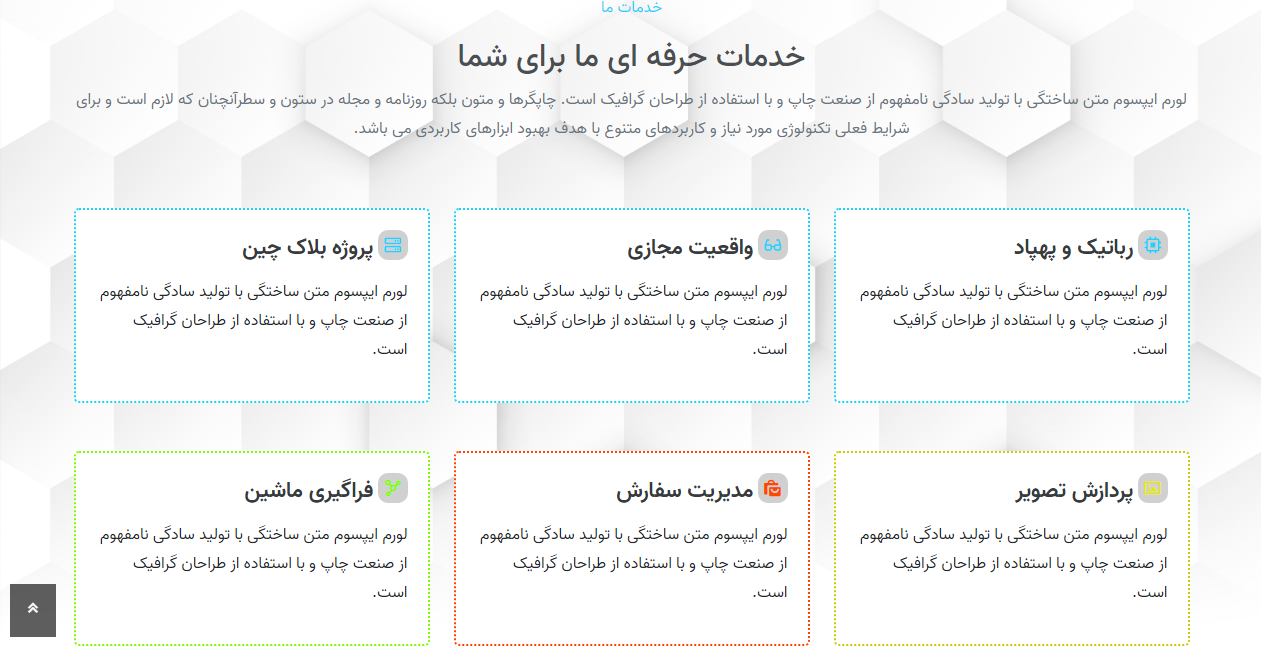 خدمات ما
خدمات حرفه ای ما برای شما
لورم ایپسوم متن ساختگی با تولید سادگی نامفهوم از صنعت چاپ و با استفاده از طراحان گرافیک است. چاپگرها و متون بلکه روزنامه و مجله در ستون و سطرآنچنان که لازم است و برای
شرایط فعلی تکنولوژی مورد نیاز و کاربردهای متنوع با هدف بهبود ابزارهای کاربردی می باشد.
رباتیک و پهپاد
لورم ایپسوم متن ساختگی با تولید سادگی نامفهوم
از صنعت چاپ و با استفاده از طراحان گرافیک
است.
واقعیت مجازی
لورم ایپسوم متن ساختگی با تولید سادگی نامفهوم
از صنعت چاپ و با استفاده از طراحان گرافیک
است.
پروژه بلاک چین
لورم ایپسوم متن ساختگی با تولید سادگی نامفهوم
از صنعت چاپ و با استفاده از طراحان گرافیک
است.
پردازش تصویر
لورم ایپسوم متن ساختگی با تولید سادگی نامفهوم
از صنعت چاپ و با استفاده از طراحان گرافیک
است.
مدیریت سفارش
لورم ایپسوم متن ساختگی با تولید سادگی نامفهوم
از صنعت چاپ و با استفاده از طراحان گرافیک
است.
فراگیری ماشین
لورم ایپسوم متن ساختگی با تولید سادگی نامفهوم
از صنعت چاپ و با استفاده از طراحان گرافیک
است.